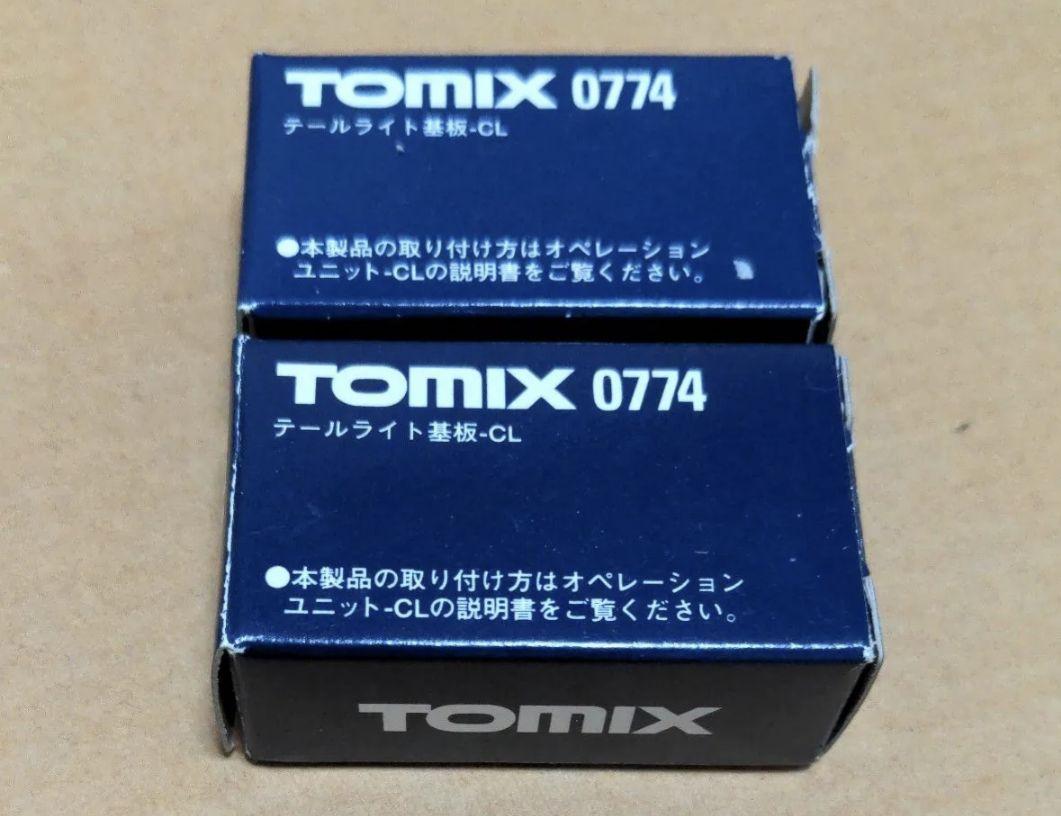 TOMIX 0774
テールライト基板-CL
●本製品の取り付け方はオペレーション
ユニット-CLの説明書をご覧ください。
TOMIX 0774
テールライト基板-CL
●本製品の取り付け方はオペレーション
ユニット-CLの説明書をご覧ください。
TOMIX